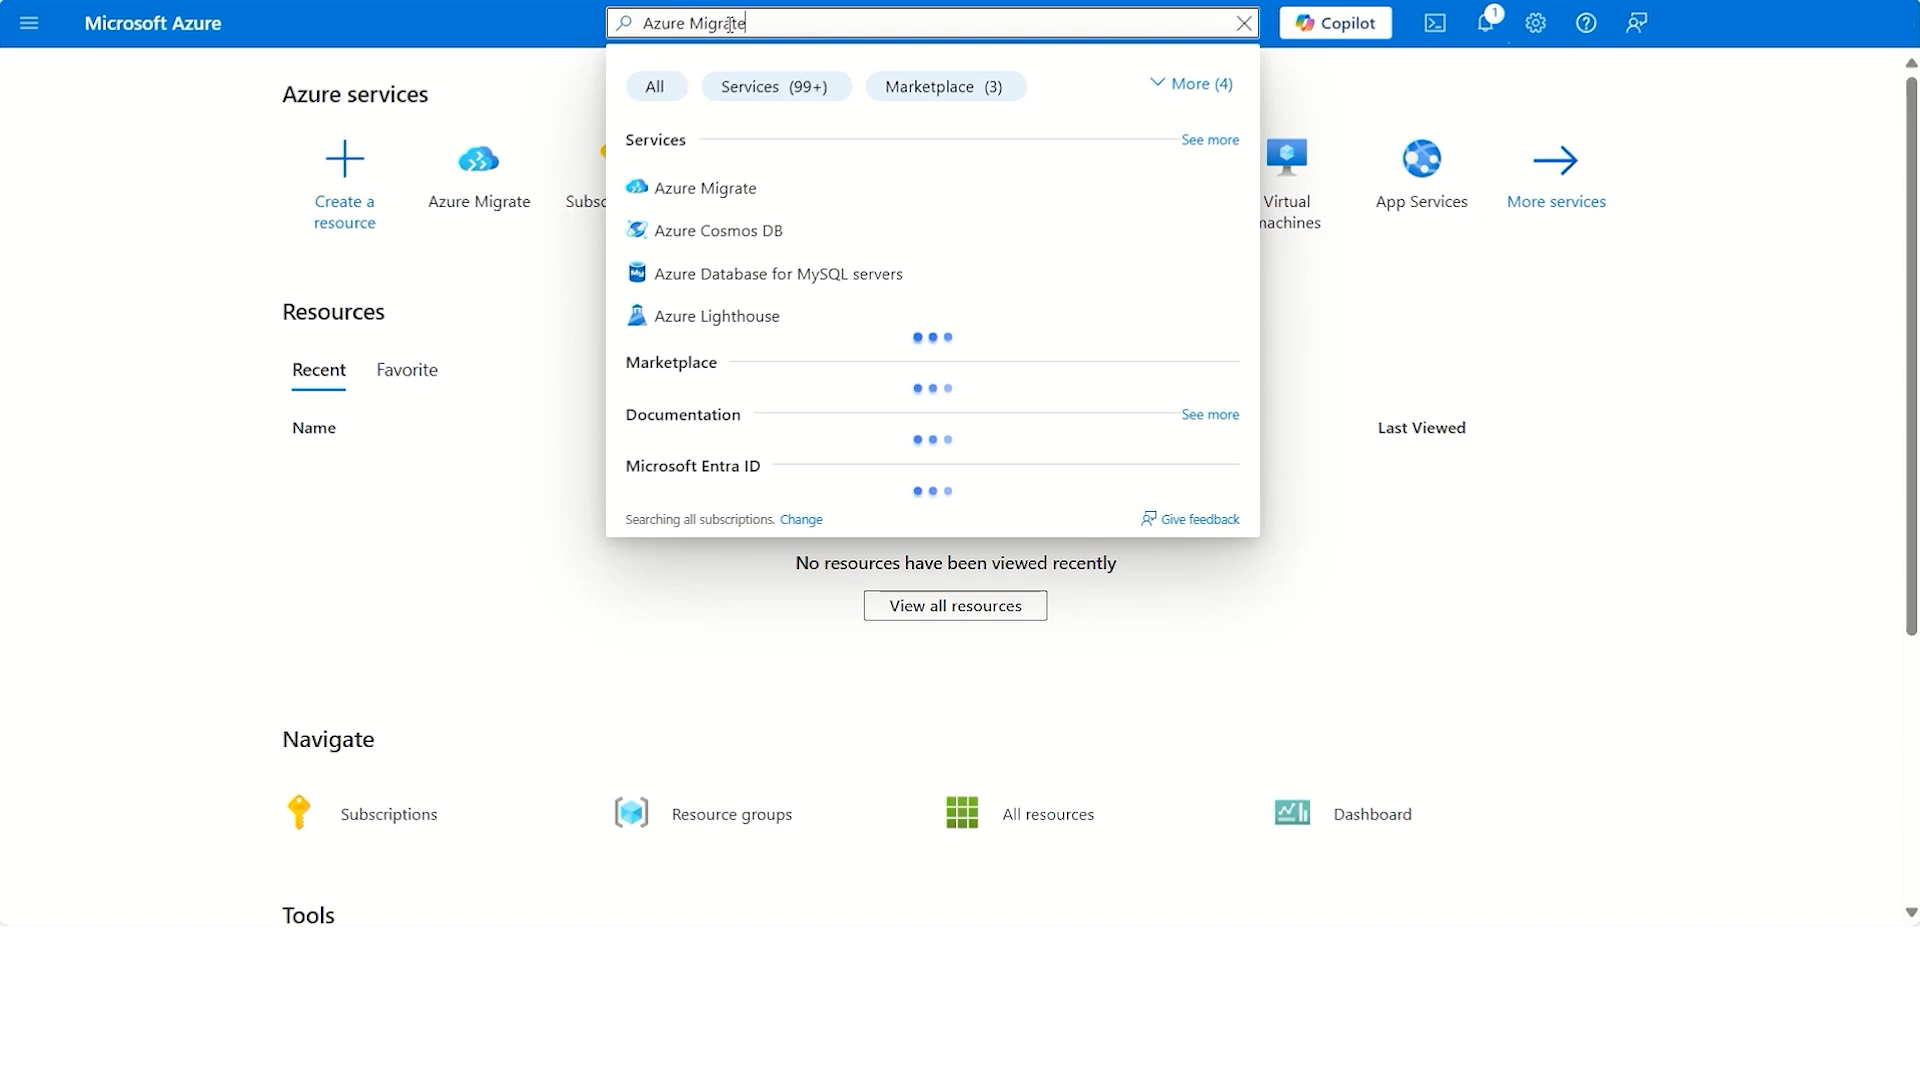 Microsoft Azure
Azure Migrate
Copilot
1
All
Services (99+)
Marketplace (3)
More (4)
Azure services
Services
See more
Azure Migrate
Azure Cosmos DB
Azure Database for MySQL servers
Azure Lighthouse
Create a
resource
Azure Migrate
Virtual
App Services
More services
Marketplace
Documentation
See more
Microsoft Entra ID
Searching all subscriptions. Change
Give feedback
Resources
Recent
Favorite
Name
Last Viewed
No resources have been viewed recently
View all resources
Navigate
Subscriptions
Resource groups
All resources
Dashboard
Tools